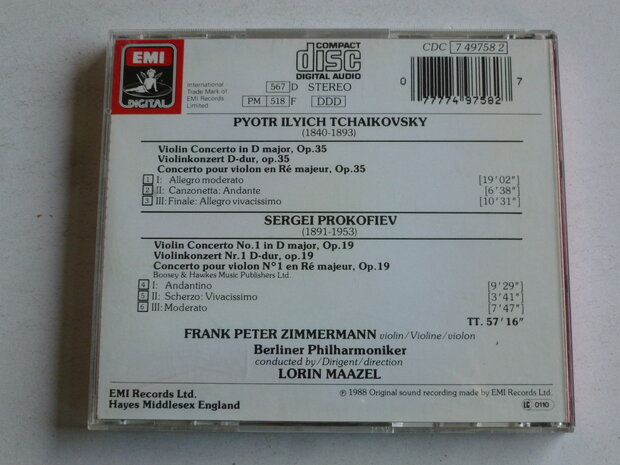 EMI
DIGITAL
International
Trade Mark of
EMI Records
Limited
COMPACT
disc
DIGITAL AUDIO
567 D STEREO
PM 518 F DDD
CDC 7 49758 2
0 77774 97582 7
PYOTR ILYICH TCHAIKOVSKY
(1840-1893)
Violin Concerto in D major, Op.35
Violinkonzert D-dur, op.35
Concerto pour violon en Ré majeur, Op.35
1 I: Allegro moderato [19'02"]
2 II: Canzonetta: Andante [6'38"]
3 III: Finale: Allegro vivacissimo [10'31"]
SERGEI PROKOFIEV
(1891-1953)
Violin Concerto No.1 in D major, Op.19
Violinkonzert Nr.1 D-dur, op.19
Concerto pour violon N°1 en Ré majeur, Op.19
Boosey & Hawkes Music Publishers Ltd.
4 I: Andantino [9'29"]
5 II: Scherzo: Vivacissimo [3'41"]
6 III: Moderato [7'47"]
TT. 57'16"
FRANK PETER ZIMMERMANN violin/Violine/violon
Berliner Philharmoniker
conducted by/Dirigent/direction
LORIN MAAZEL
EMI Records Ltd.
Hayes Middlesex England
℗ 1988 Original sound recording made by EMI Records Ltd.
LC 0110